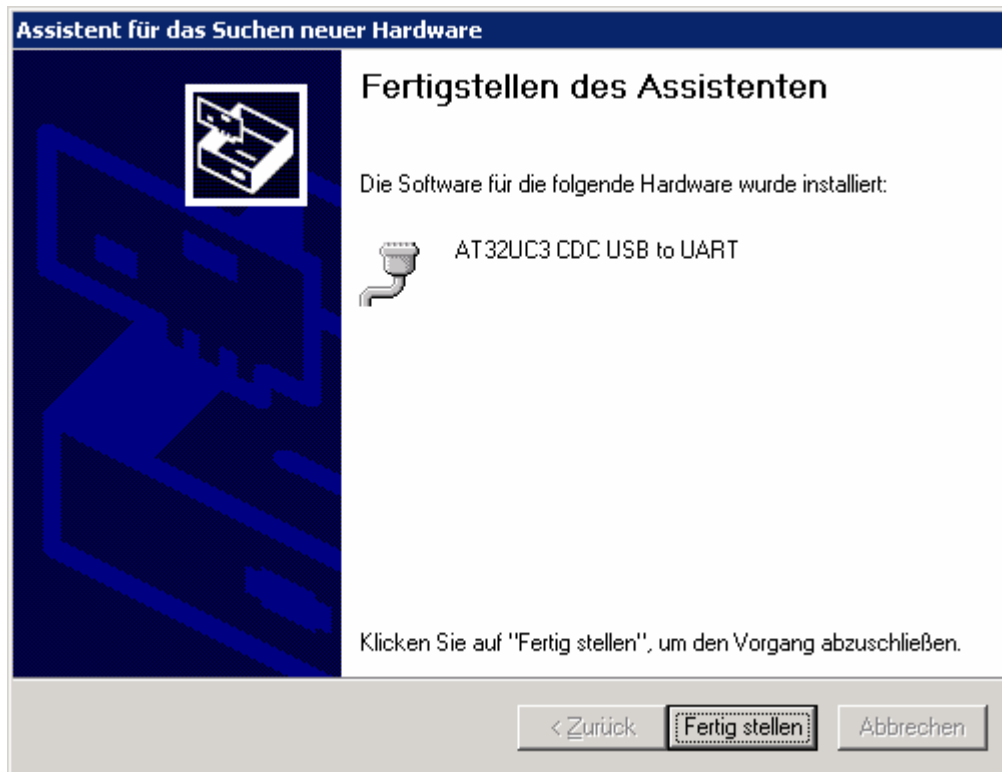 Assistent für das Suchen neuer Hardware
Fertigstellen des Assistenten
Die Software für die folgende Hardware wurde installiert:
AT32UC3 CDC USB to UART
Klicken Sie auf "Fertig stellen", um den Vorgang abzuschließen.
< Zurück Fertig stellen Abbrechen